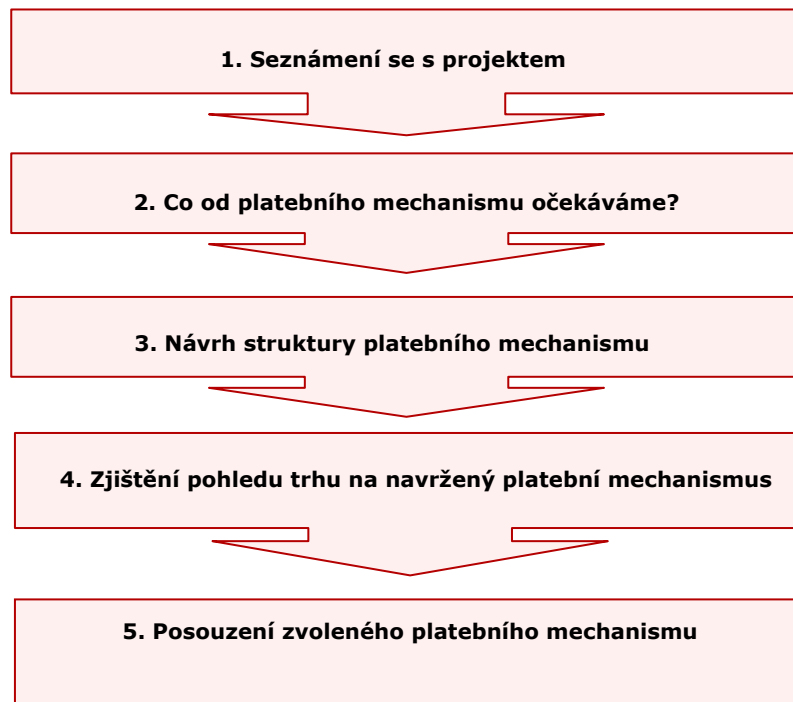 1. Seznámení se s projektem
2. Co od platebního mechanismu očekáváme?
3. Návrh struktury platebního mechanismu
4. Zjištění pohledu trhu na navržený platební mechanismus
5. Posouzení zvoleného platebního mechanismu